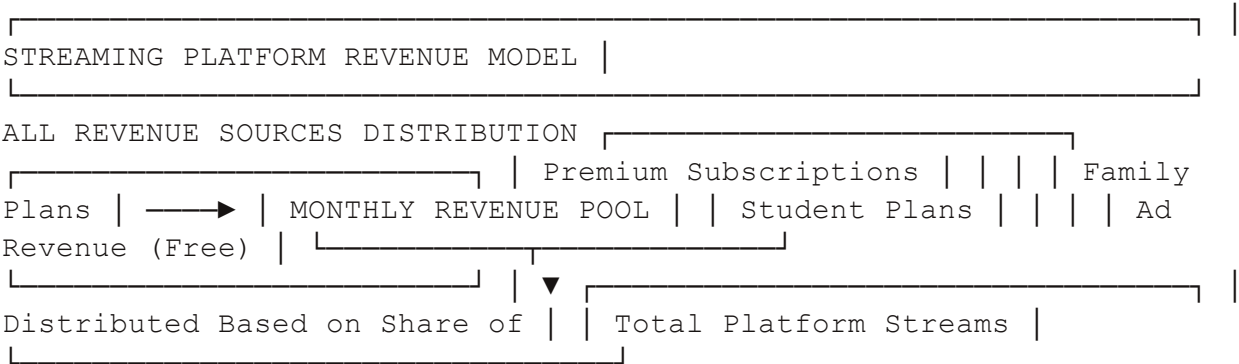 ┌─────────────────────────────────────────────┐ │
STREAMING PLATFORM REVENUE MODEL │
└─────────────────────────────────────────────┘
ALL REVENUE SOURCES DISTRIBUTION ┌─────────────────┐
┌─────────────────┐ │ Premium Subscriptions │ │ │ │ Family
Plans │ ────► │ MONTHLY REVENUE POOL │ │ Student Plans │ │ │ │ Ad
Revenue (Free) │ └────────┬─────────┘
└─────────────────┘ │ ▼ ┌───────────────────────┐ │
Distributed Based on Share of │ │ Total Platform Streams │
└───────────────────────┘